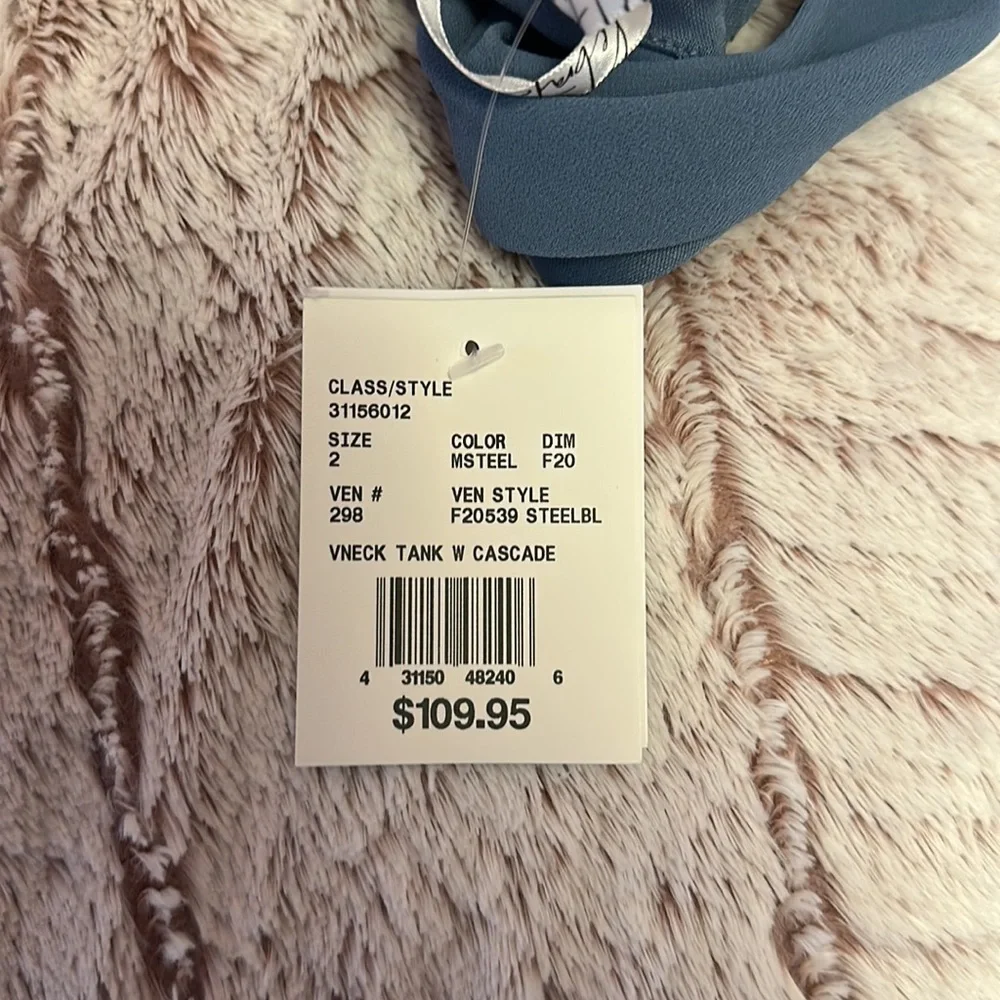 CLASS/STYLE
31156012
SIZE COLOR DIM
2 MSTEEL F20
VEN # VEN STYLE
298 F20539 STEELBL
VNECK TANK W CASCADE
4 31150 48240 6
$109.95